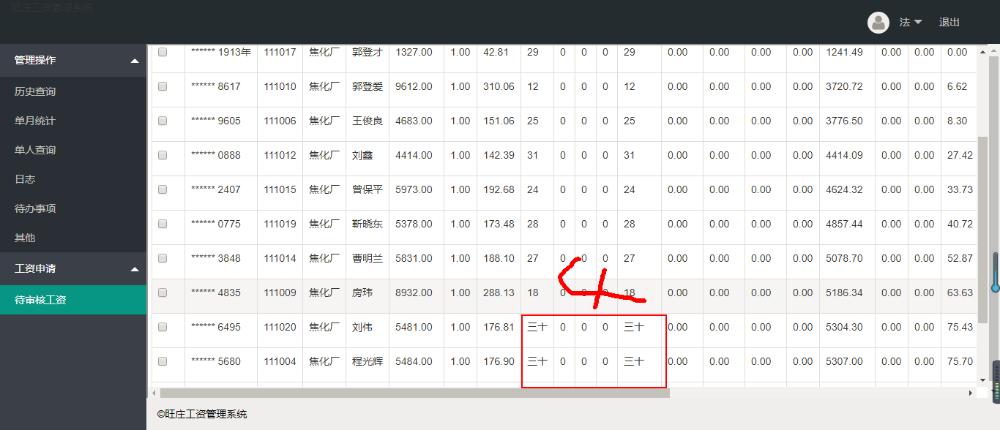 旺庄工资管理系统
法 退出
管理操作
历史查询
单月统计
单人查询
日志
待办事项
其他
工资申请
待审核工资
****** 1913年 111017 焦化厂 郭登才 1327.00 1.00 42.81 29 0 0 0 29 0.00 0.00 0.00 0.00 1241.49 0.00 0.00 0.00
****** 8617 111010 焦化厂 郭登爱 9612.00 1.00 310.06 12 0 0 0 12 0.00 0.00 0.00 0.00 3720.72 0.00 0.00 6.62
****** 9605 111006 焦化厂 王俊良 4683.00 1.00 151.06 25 0 0 0 25 0.00 0.00 0.00 0.00 3776.50 0.00 0.00 8.30
****** 0888 111012 焦化厂 刘鑫 4414.00 1.00 142.39 31 0 0 0 31 0.00 0.00 0.00 0.00 4414.09 0.00 0.00 27.42
****** 2407 111015 焦化厂 曾保平 5973.00 1.00 192.68 24 0 0 0 24 0.00 0.00 0.00 0.00 4624.32 0.00 0.00 33.73
****** 0775 111019 焦化厂 靳晓东 5378.00 1.00 173.48 28 0 0 0 28 0.00 0.00 0.00 0.00 4857.44 0.00 0.00 40.72
****** 3848 111014 焦化厂 曹明兰 5831.00 1.00 188.10 27 0 0 0 27 0.00 0.00 0.00 0.00 5078.70 0.00 0.00 52.87
****** 4835 111009 焦化厂 房玮 8932.00 1.00 288.13 18 0 0 0 18 0.00 0.00 0.00 0.00 5186.34 0.00 0.00 63.63
****** 6495 111020 焦化厂 刘伟 5481.00 1.00 176.81 三十 0 0 0 三十 0.00 0.00 0.00 0.00 5304.30 0.00 0.00 75.43
****** 5680 111004 焦化厂 程光辉 5484.00 1.00 176.90 三十 0 0 0 三十 0.00 0.00 0.00 0.00 5307.00 0.00 0.00 75.70
©旺庄工资管理系统